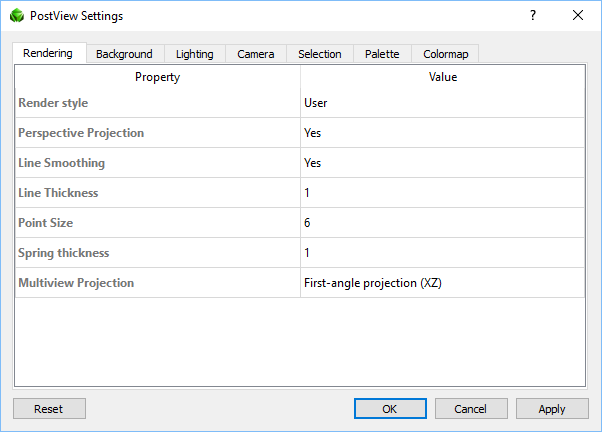 PostView Settings
Rendering Background Lighting Camera Selection Palette Colormap
Property Value
Render style User
Perspective Projection Yes
Line Smoothing Yes
Line Thickness 1
Point Size 6
Spring thickness 1
Multiview Projection First-angle projection (XZ)
Reset OK Cancel Apply